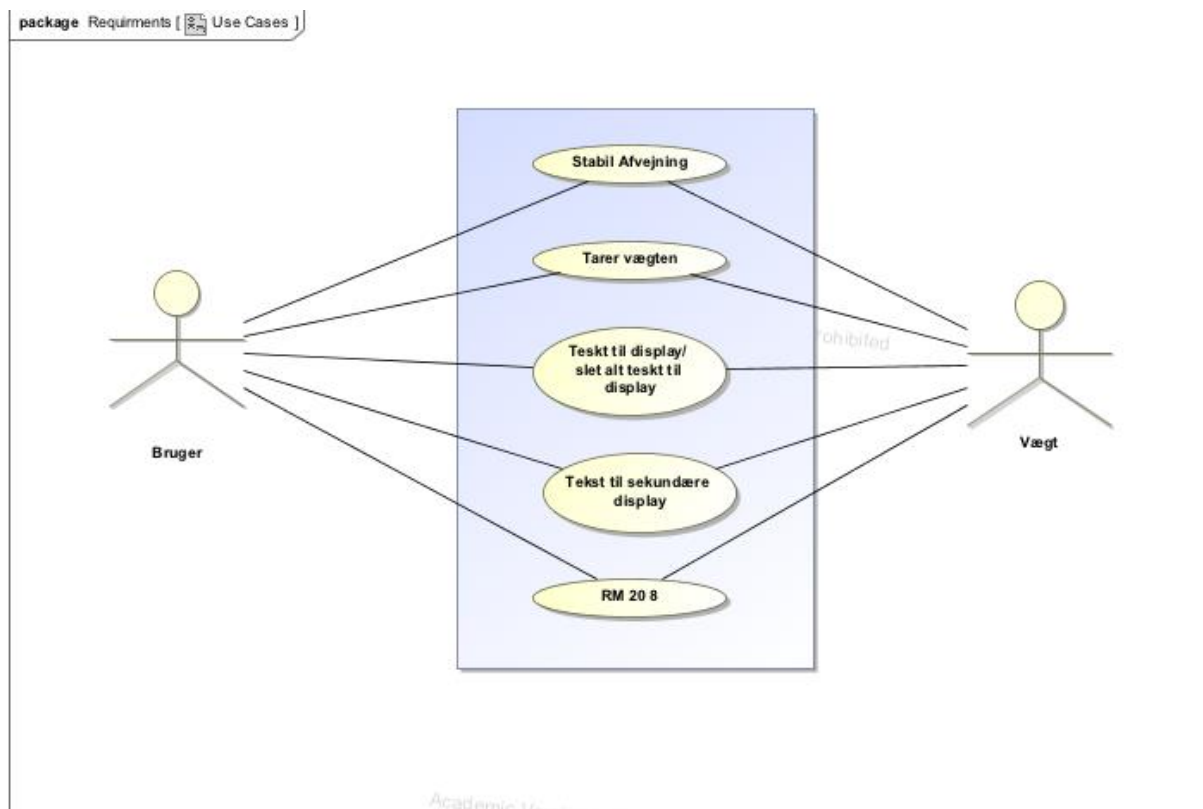 package Requirments [ Use Cases ]
Stabil Afvejning
Tarer vægten
Teskt til display/
slet alt teskt til
display
Tekst til sekundære
display
RM 20 8
Bruger
Vægt
Academic